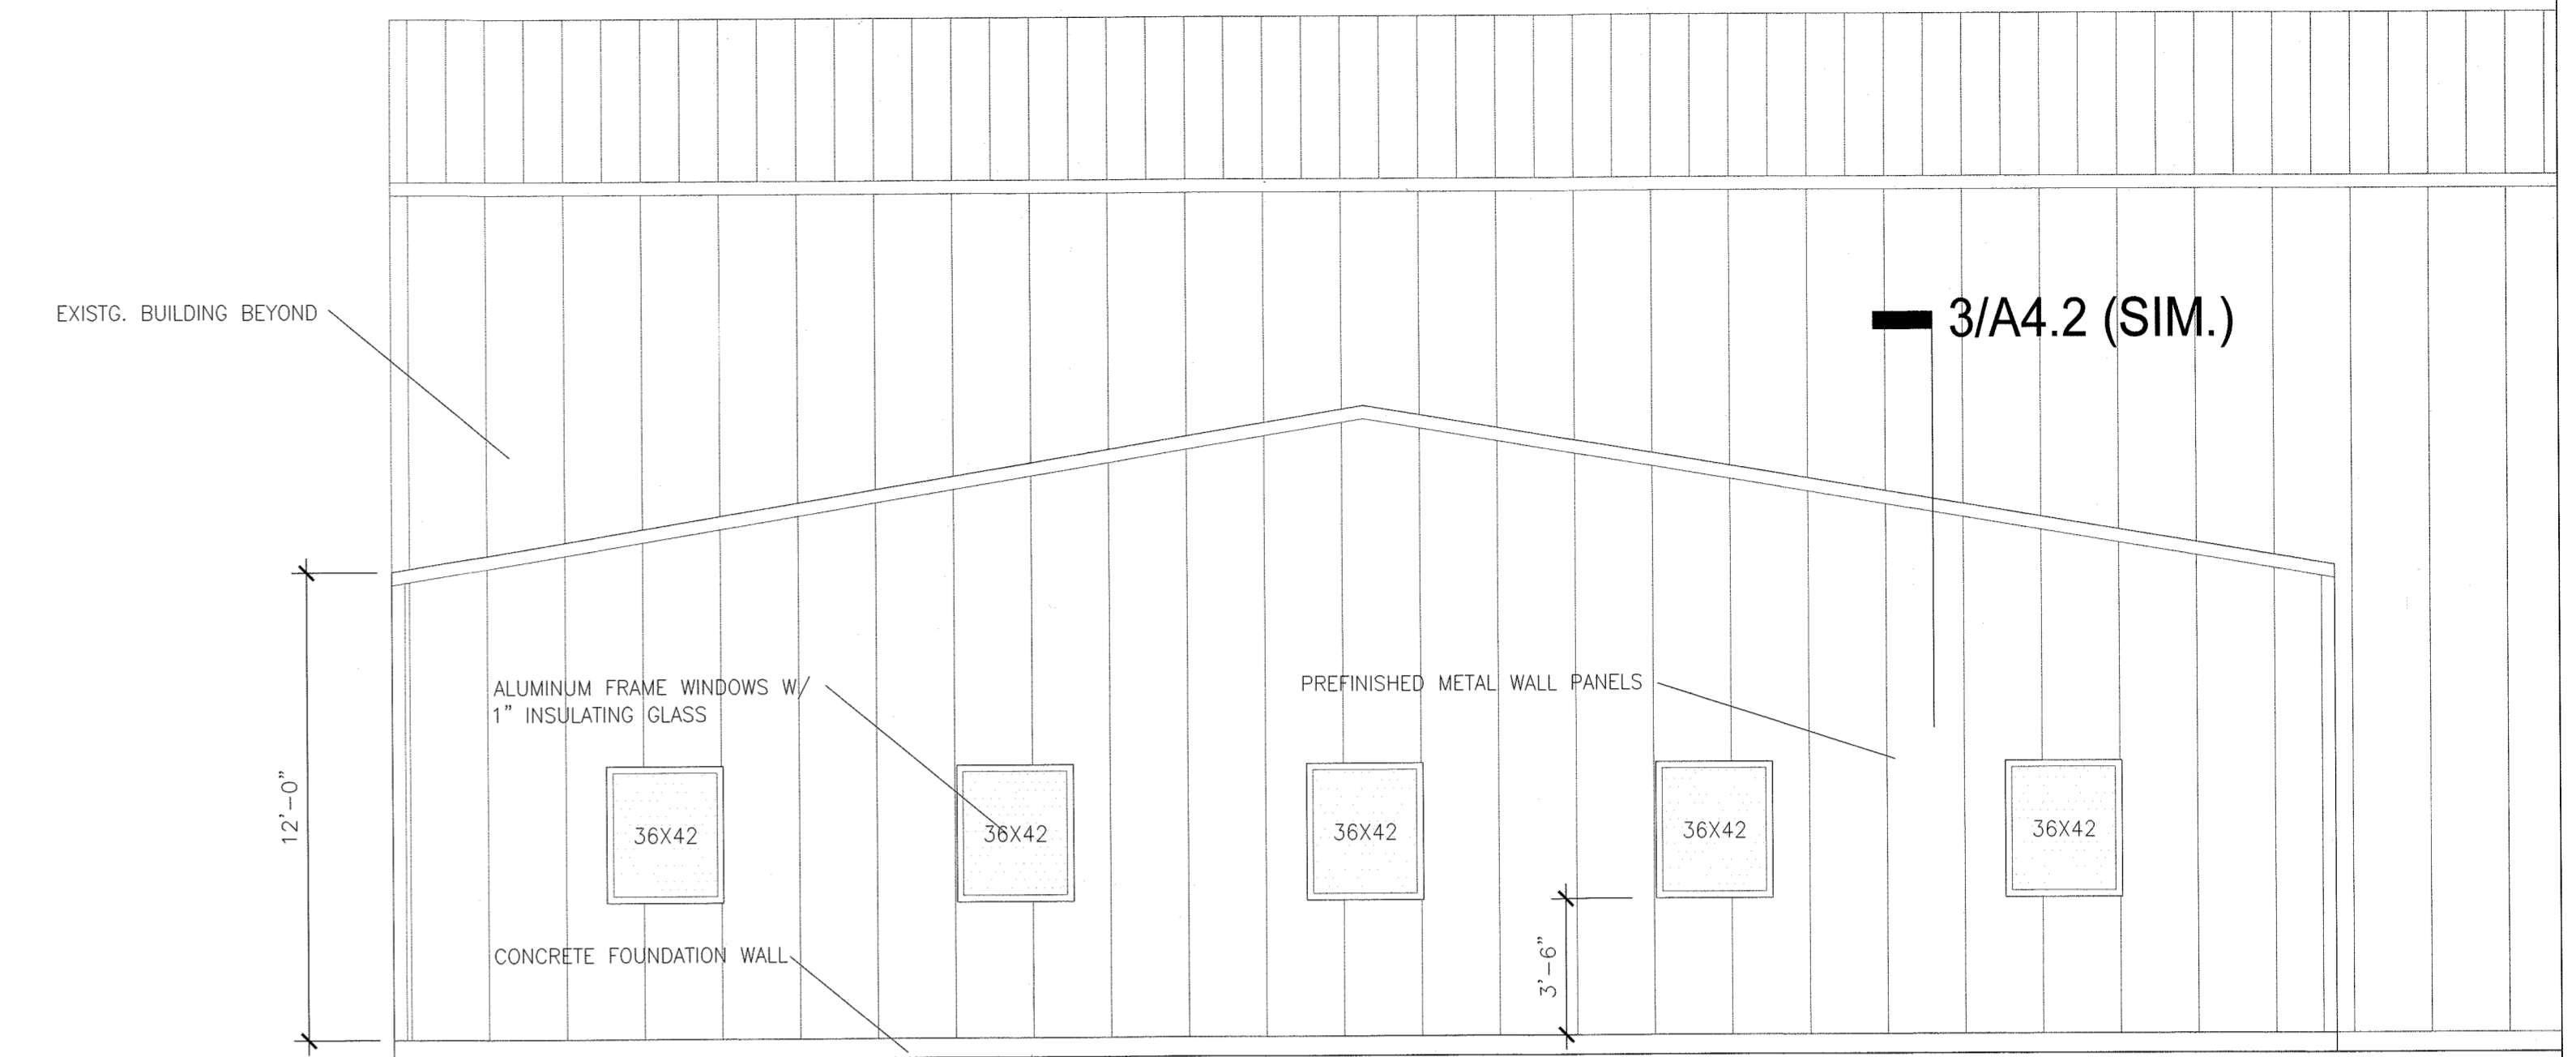 EXISTG. BUILDING BEYOND
3/A4.2 (SIM.)
ALUMINUM FRAME WINDOWS W/
1" INSULATING GLASS
PREFINISHED METAL WALL PANELS
12'-0"
36X42
36X42
36X42
36X42
36X42
CONCRETE FOUNDATION WALL
3'-6"